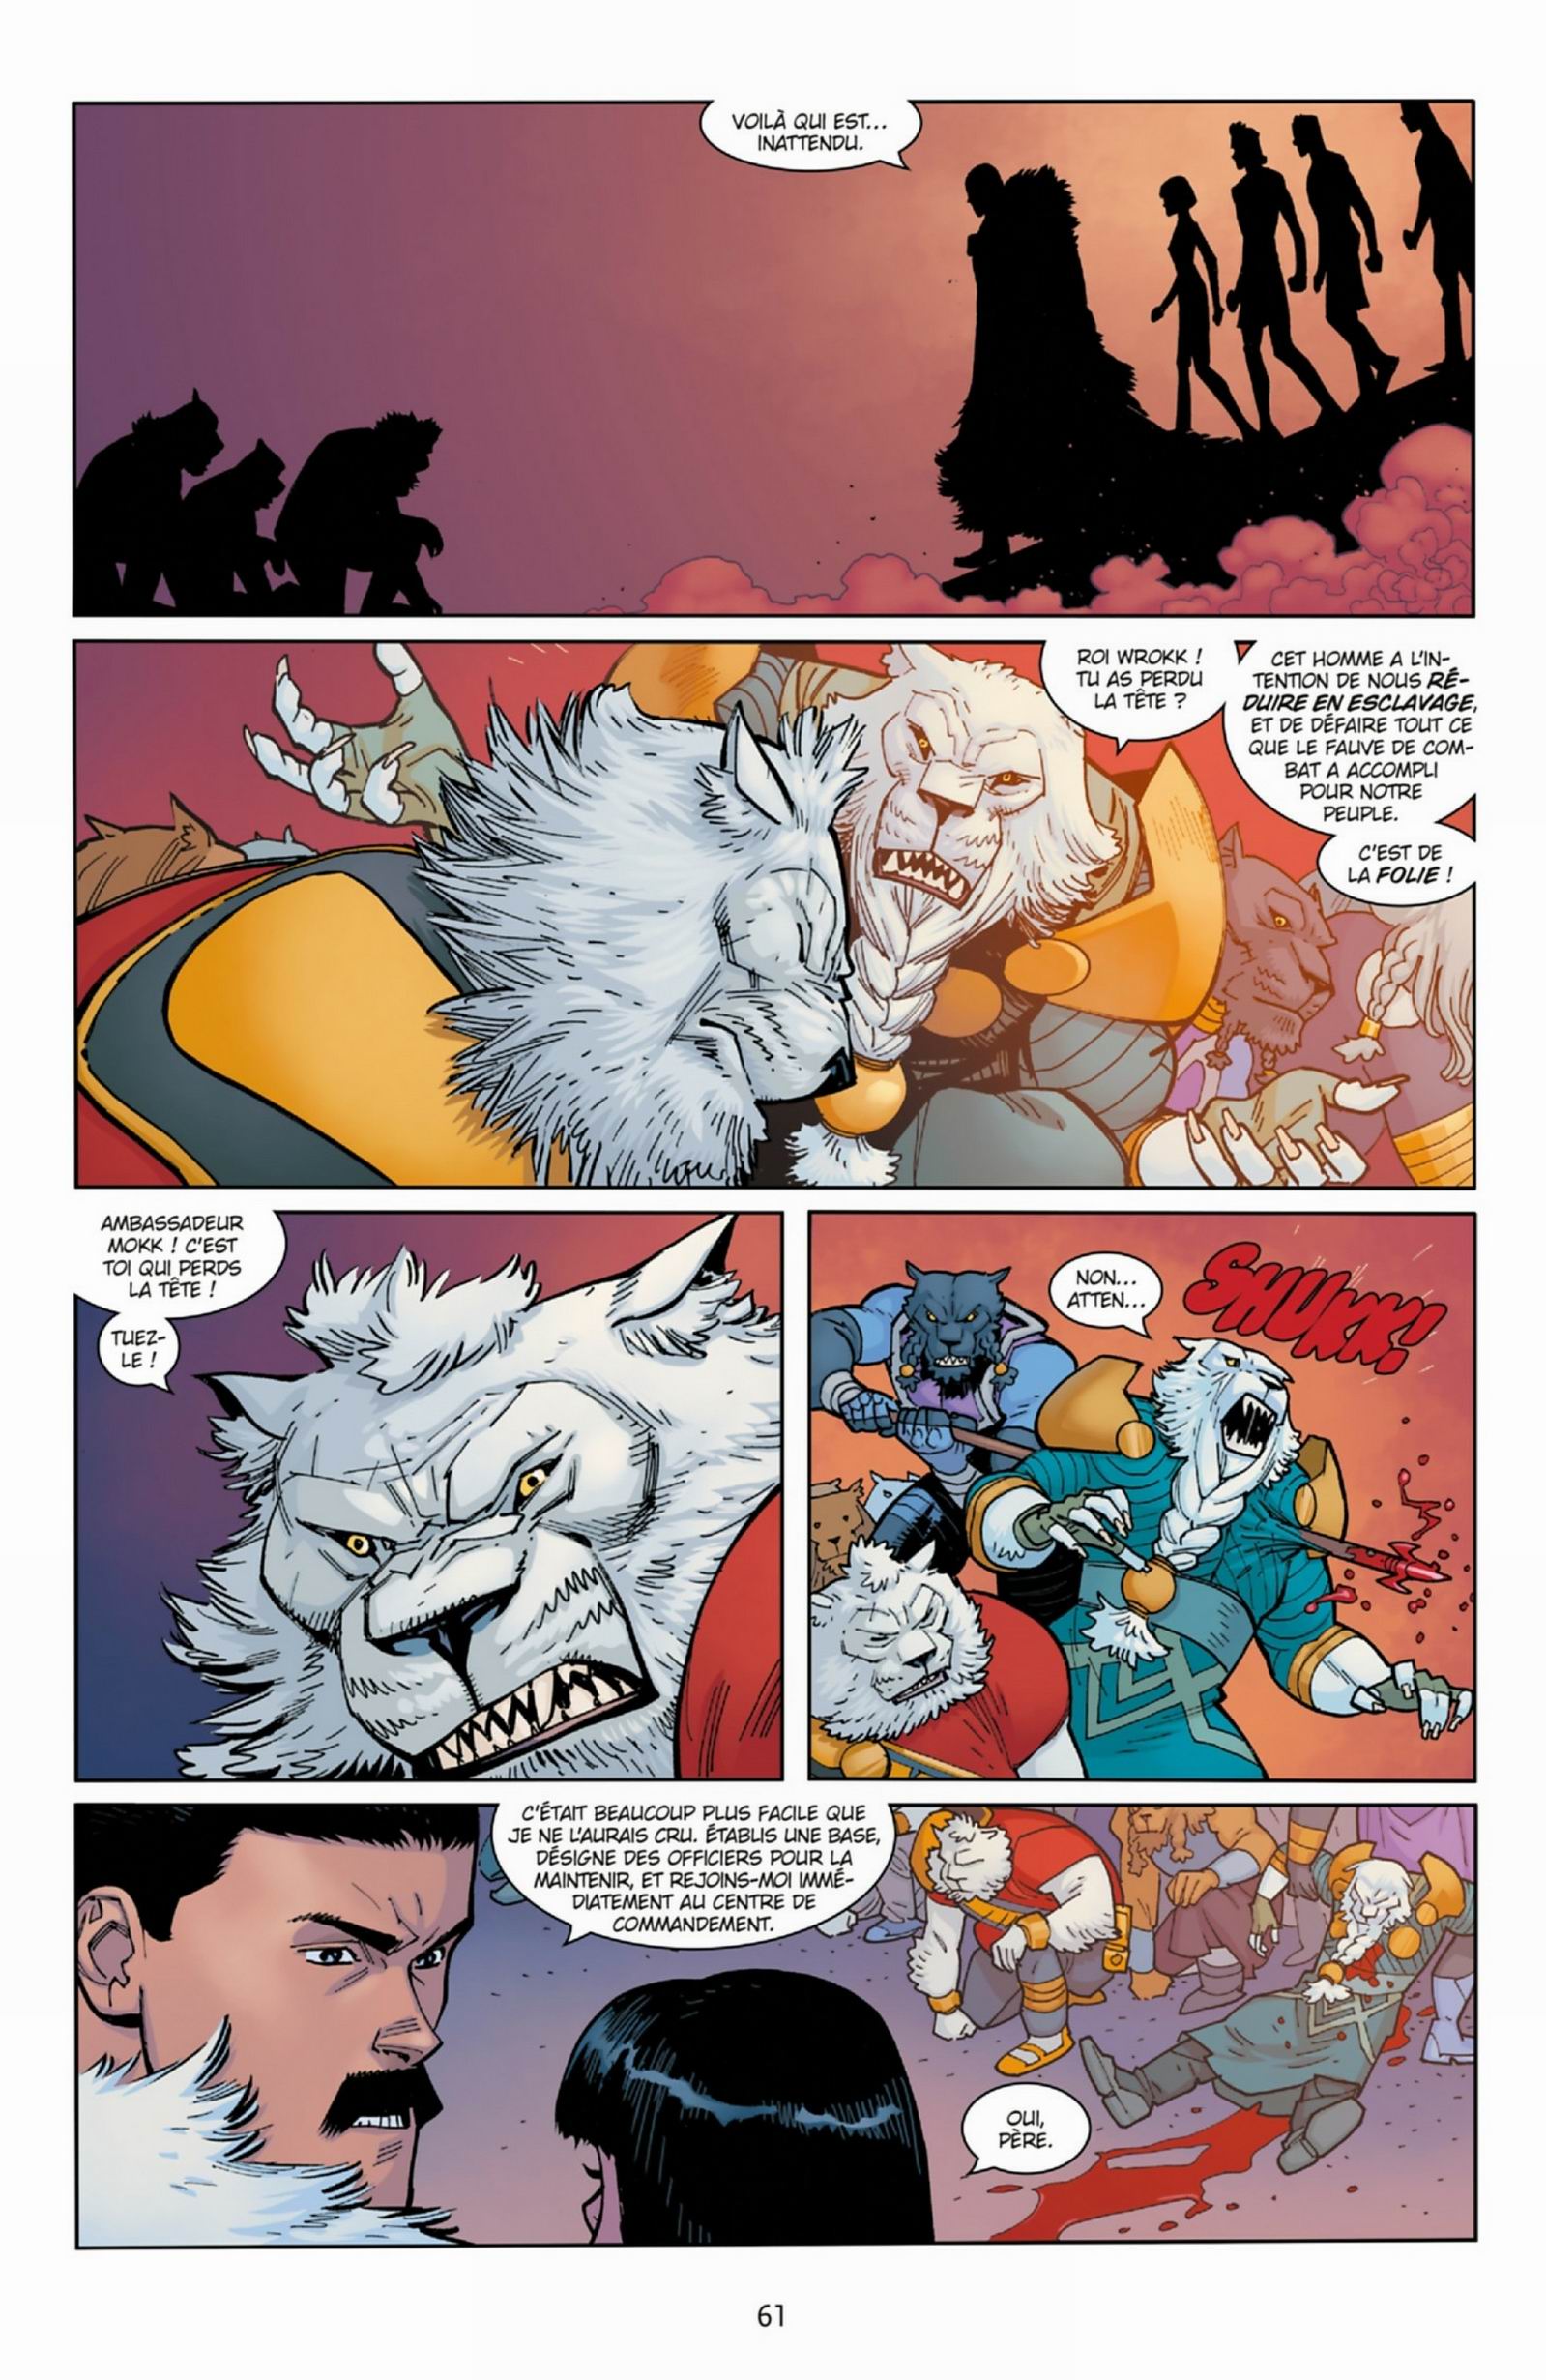 VOILÀ QUI EST...
INATTENDU.
ROI WROKK !
TU AS PERDU
LA TÊTE ?
CET HOMME A L'IN-
TENTION DE NOUS RÉ-
DUIRE EN ESCLAVAGE,
ET DE DÉFAIRE TOUT CE
QUE LE FAUVE DE COM-
BAT A ACCOMPLI
POUR NOTRE
PEUPLE.
C'EST DE
LA FOLIE !
AMBASSADEUR
MOKK ! C'EST
TOI QUI PERDS
LA TÊTE !
TUEZ-
LE !
NON...
ATTEN...
SHUKK!
C'ÉTAIT BEAUCOUP PLUS FACILE QUE
JE NE L'AURAIS CRU. ÉTABLIS UNE BASE,
DÉSIGNE DES OFFICIERS POUR LA
MAINTENIR, ET REJOINS-MOI IMMÉ-
DIATEMENT AU CENTRE DE
COMMANDEMENT.
OUI,
PÈRE.
61